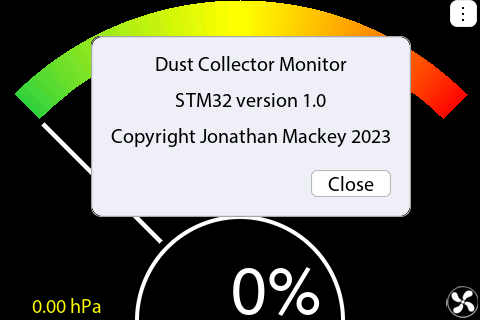 Dust Collector Monitor
STM32 version 1.0
Copyright Jonathan Mackey 2023
Close
0%
0.00 hPa